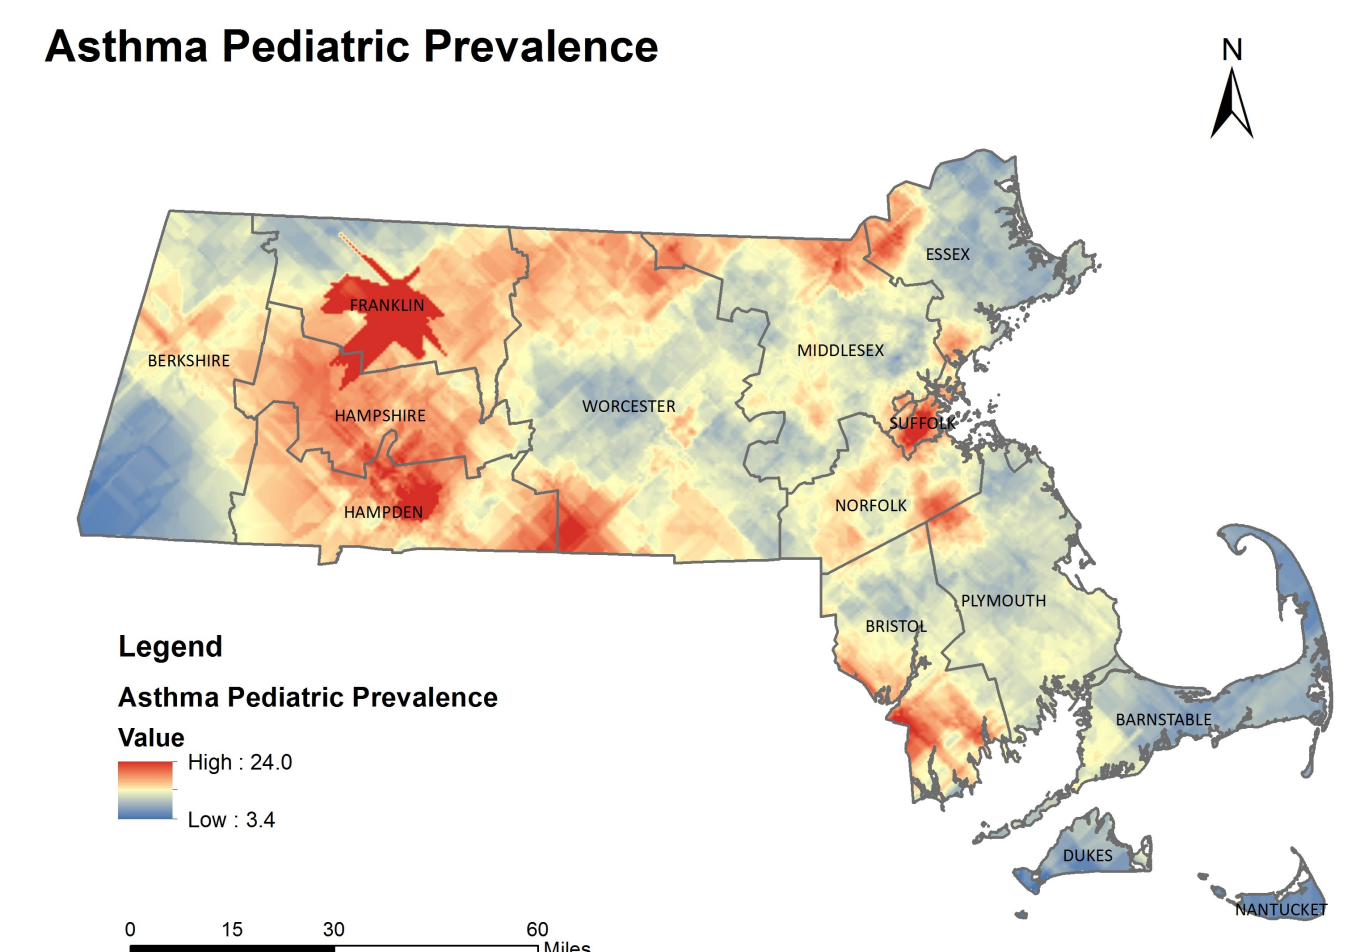 Asthma Pediatric Prevalence
N
ESSEX
FRANKLIN
BERKSHIRE
MIDDLESEX
HAMPSHIRE
WORCESTER
SUFFOLK
HAMPDEN
NORFOLK
PLYMOUTH
BRISTOL
BARNSTABLE
DUKES
NANTUCKET
Legend
Asthma Pediatric Prevalence
Value
High : 24.0
Low : 3.4
0 15 30 60
Miles